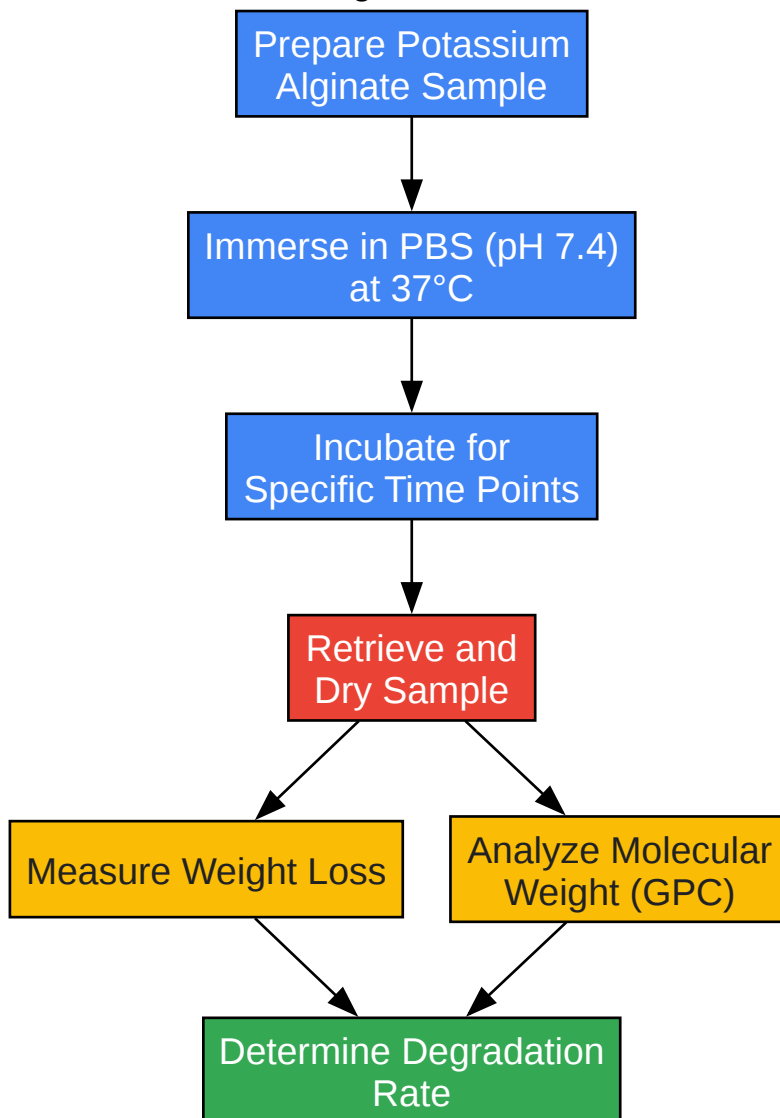 Prepare Potassium
Alginate Sample
Immerse in PBS (pH 7.4)
at 37°C
Incubate for
Specific Time Points
Retrieve and
Dry Sample
Measure Weight Loss
Analyze Molecular
Weight (GPC)
Determine Degradation
Rate